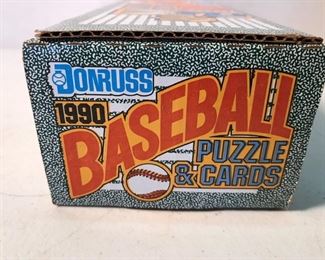 DONRUSS
1990
BASEBALL
PUZZLE
& CARDS